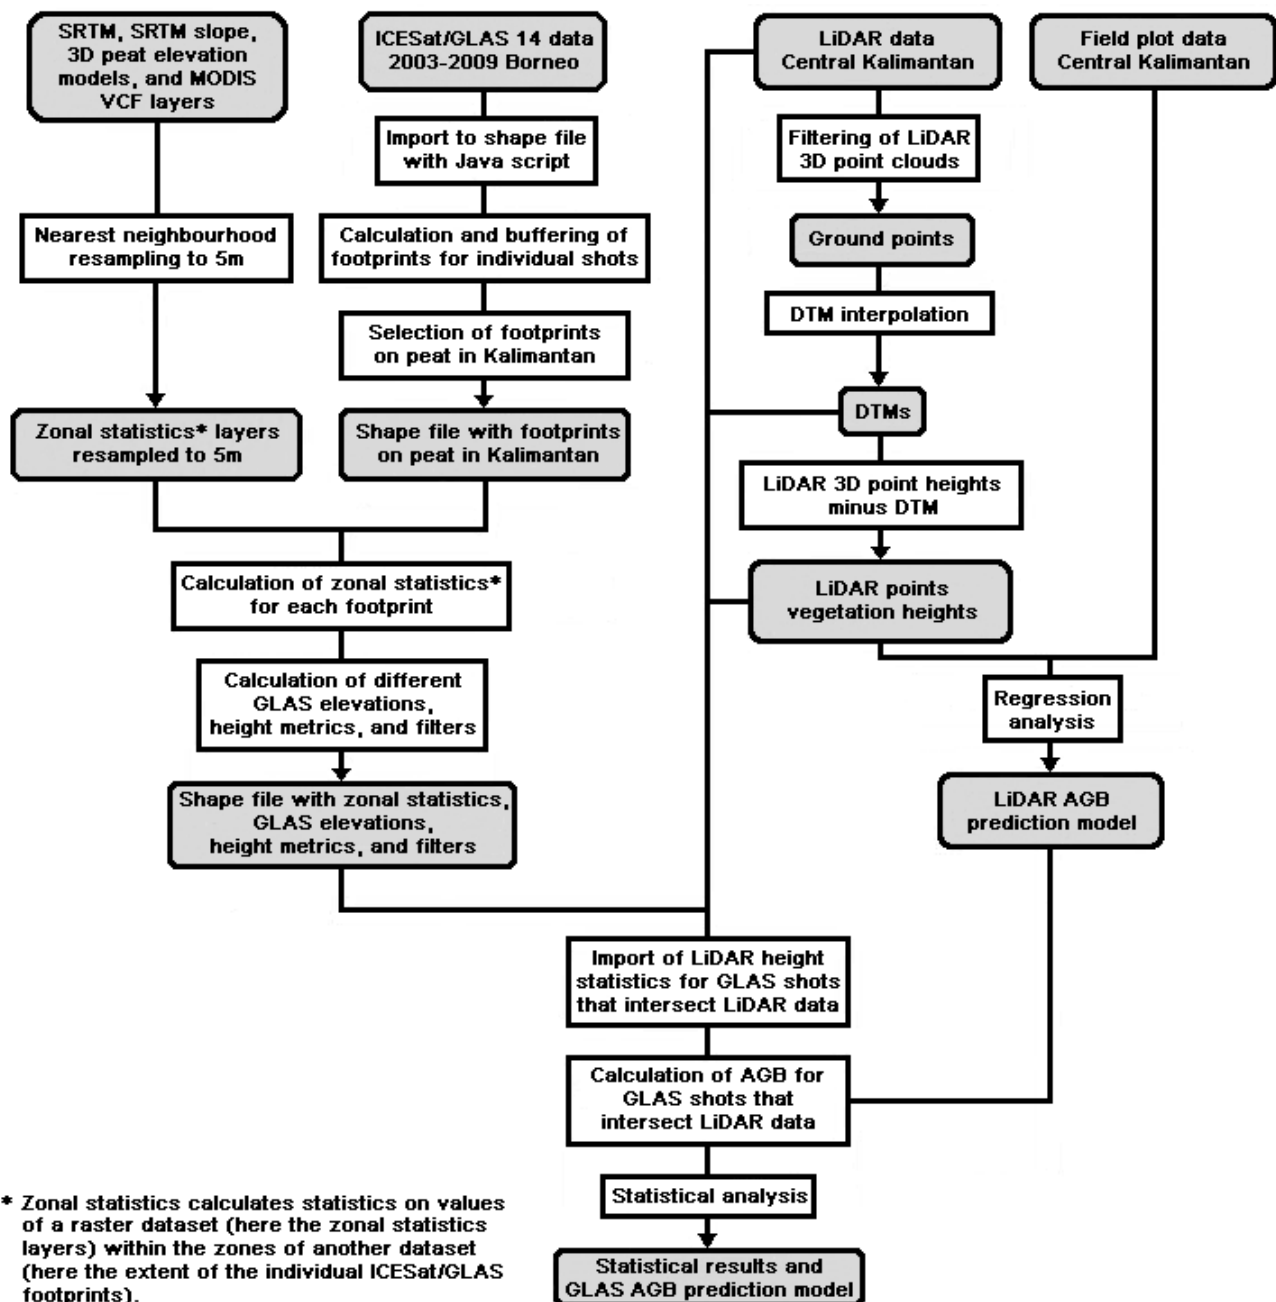 SRTM, SRTM slope,
3D peat elevation
models, and MODIS
VCF layers
ICESat/GLAS 14 data
2003-2009 Borneo
LiDAR data
Central Kalimantan
Field plot data
Central Kalimantan
Import to shape file
with Java script
Filtering of LiDAR
3D point clouds
Nearest neighbourhood
resampling to 5m
Calculation and buffering of
footprints for individual shots
Ground points
DTM interpolation
Selection of footprints
on peat in Kalimantan
DTMs
Zonal statistics* layers
resampled to 5m
Shape file with footprints
on peat in Kalimantan
LiDAR 3D point heights
minus DTM
Calculation of zonal statistics*
for each footprint
LiDAR points
vegetation heights
Calculation of different
GLAS elevations,
height metrics, and filters
Regression
analysis
Shape file with zonal statistics,
GLAS elevations,
height metrics, and filters
LiDAR AGB
prediction model
Import of LiDAR height
statistics for GLAS shots
that intersect LiDAR data
Calculation of AGB for
GLAS shots that
intersect LiDAR data
Statistical analysis
Statistical results and
GLAS AGB prediction model
* Zonal statistics calculates statistics on values
of a raster dataset (here the zonal statistics
layers) within the zones of another dataset
(here the extent of the individual ICESat/GLAS
footprints).